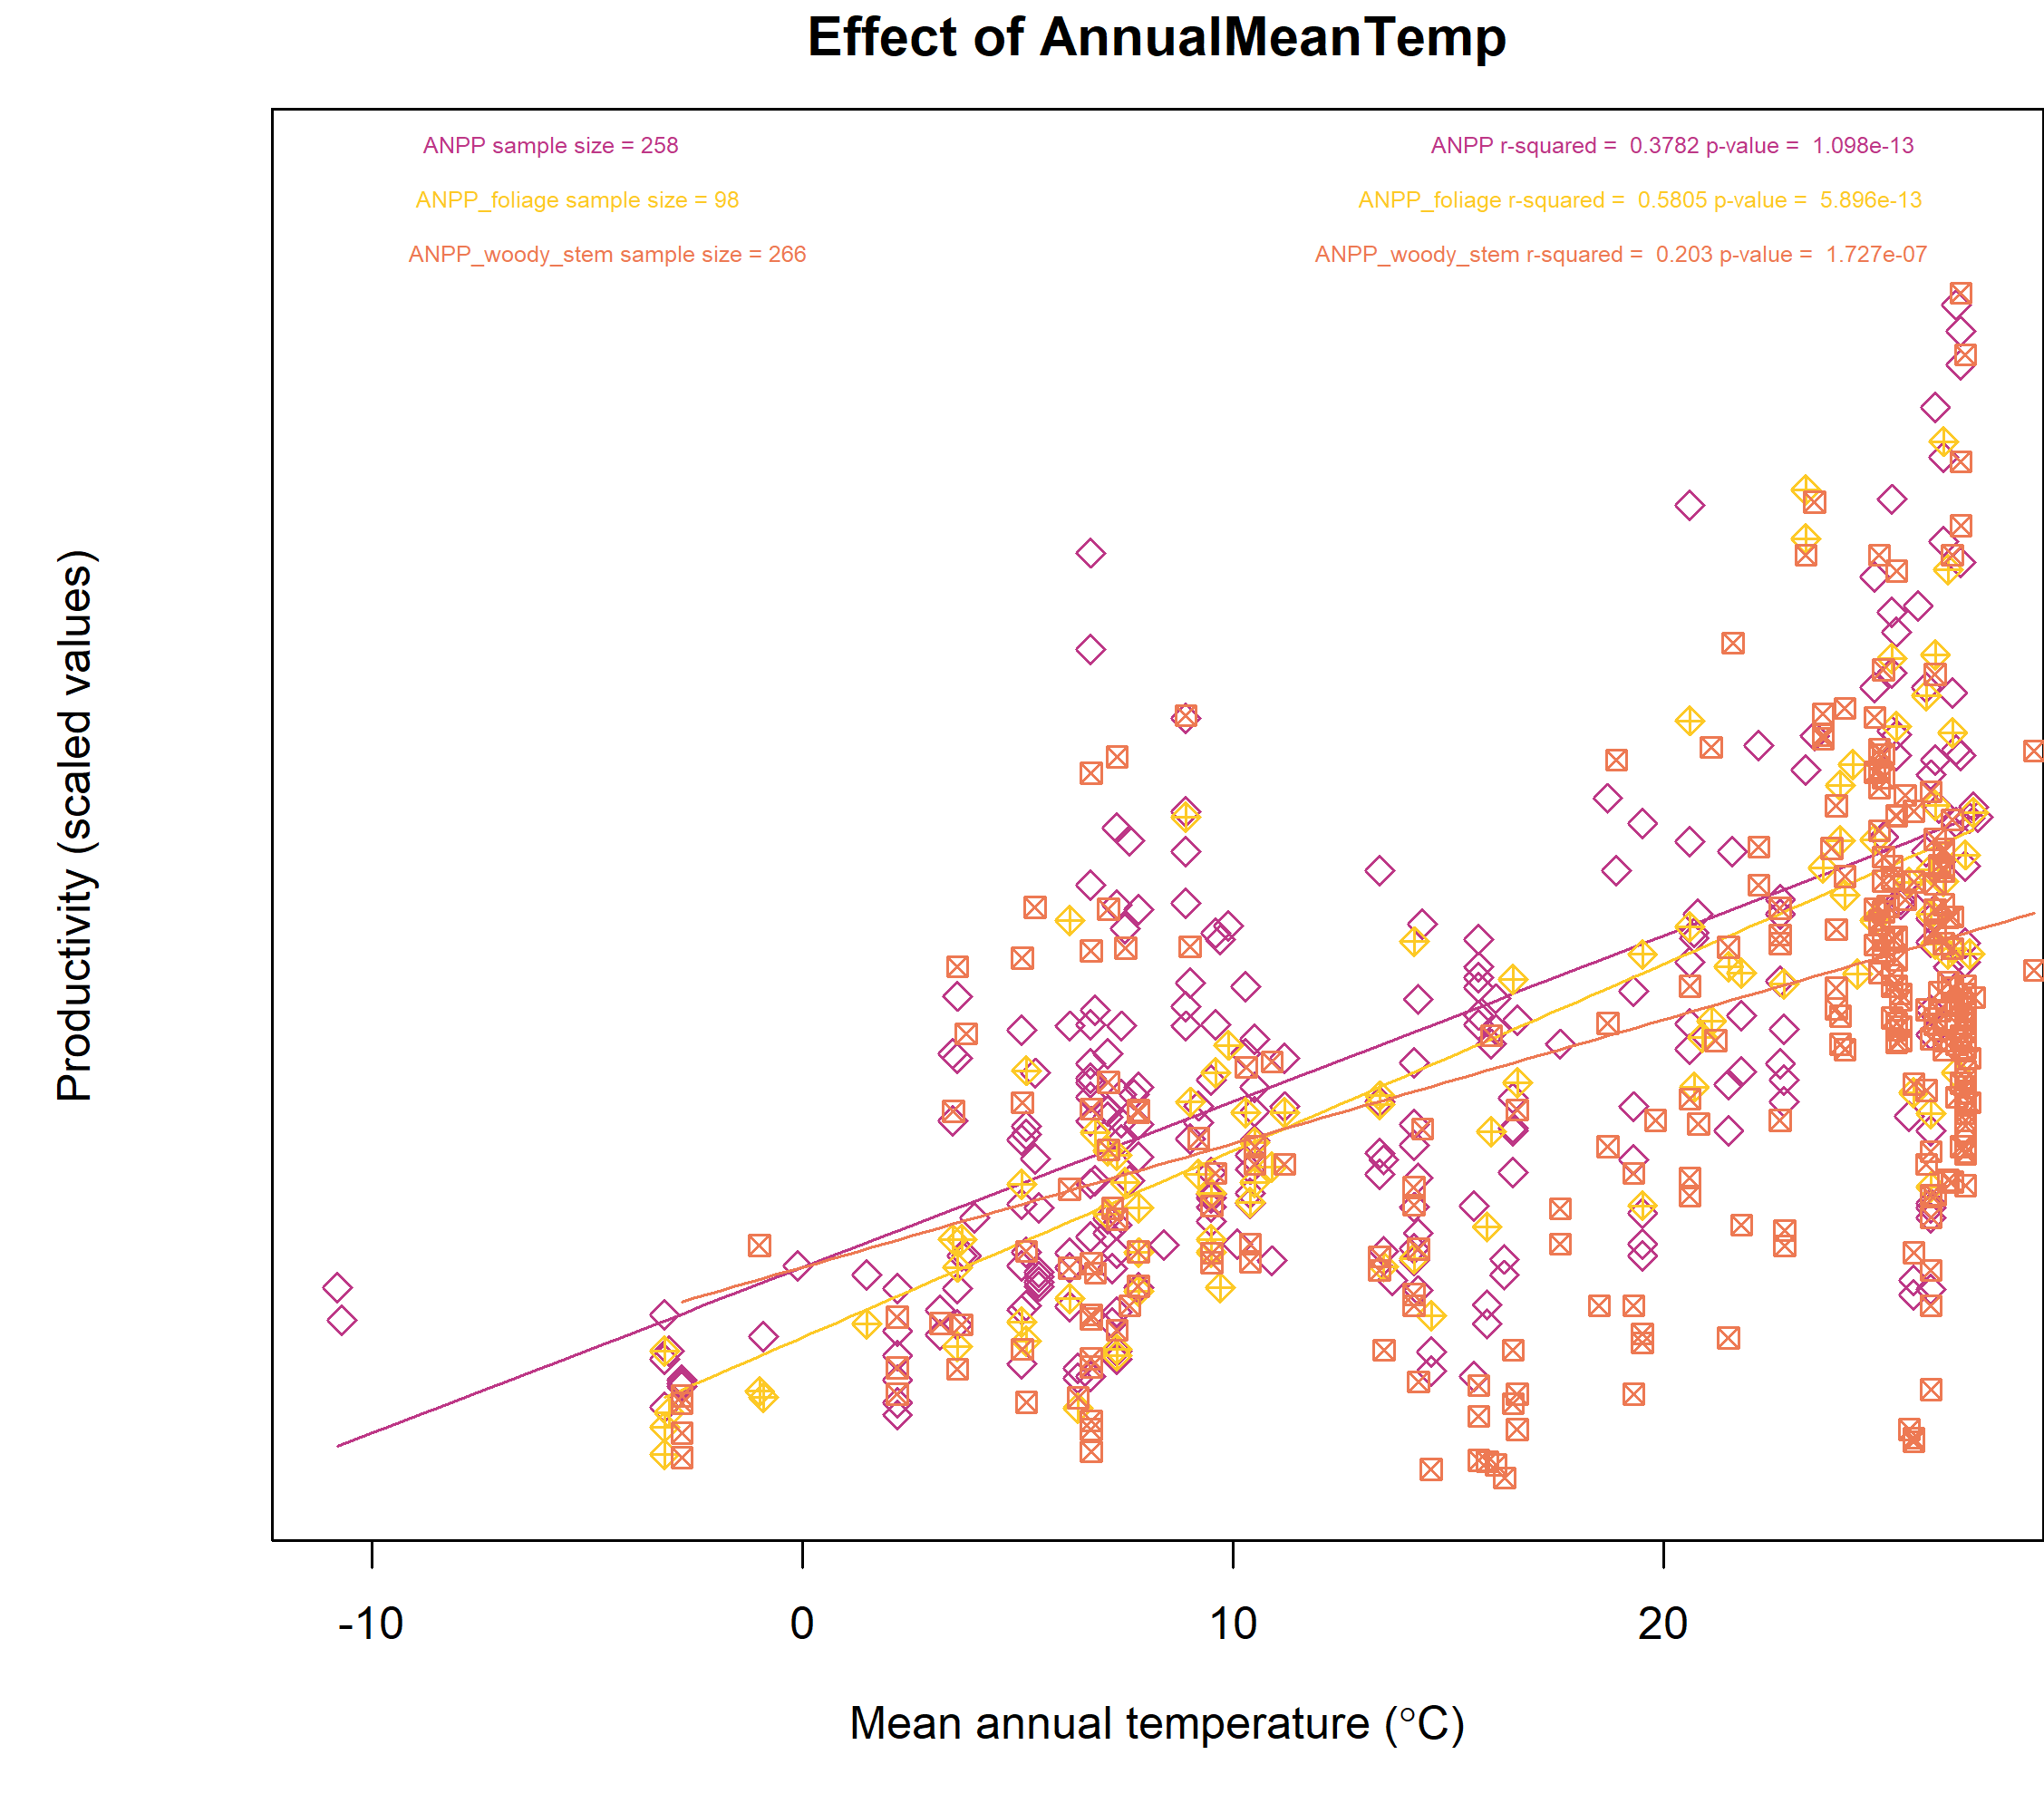 Effect of AnnualMeanTemp
ANPP sample size = 258
ANPP r-squared = 0.3782 p-value = 1.098e-13
ANPP_foliage sample size = 98
ANPP_foliage r-squared = 0.5805 p-value = 5.896e-13
ANPP_woody_stem sample size = 266
ANPP_woody_stem r-squared = 0.203 p-value = 1.727e-07
Productivity (scaled values)
-10 0 10 20
Mean annual temperature (°C)